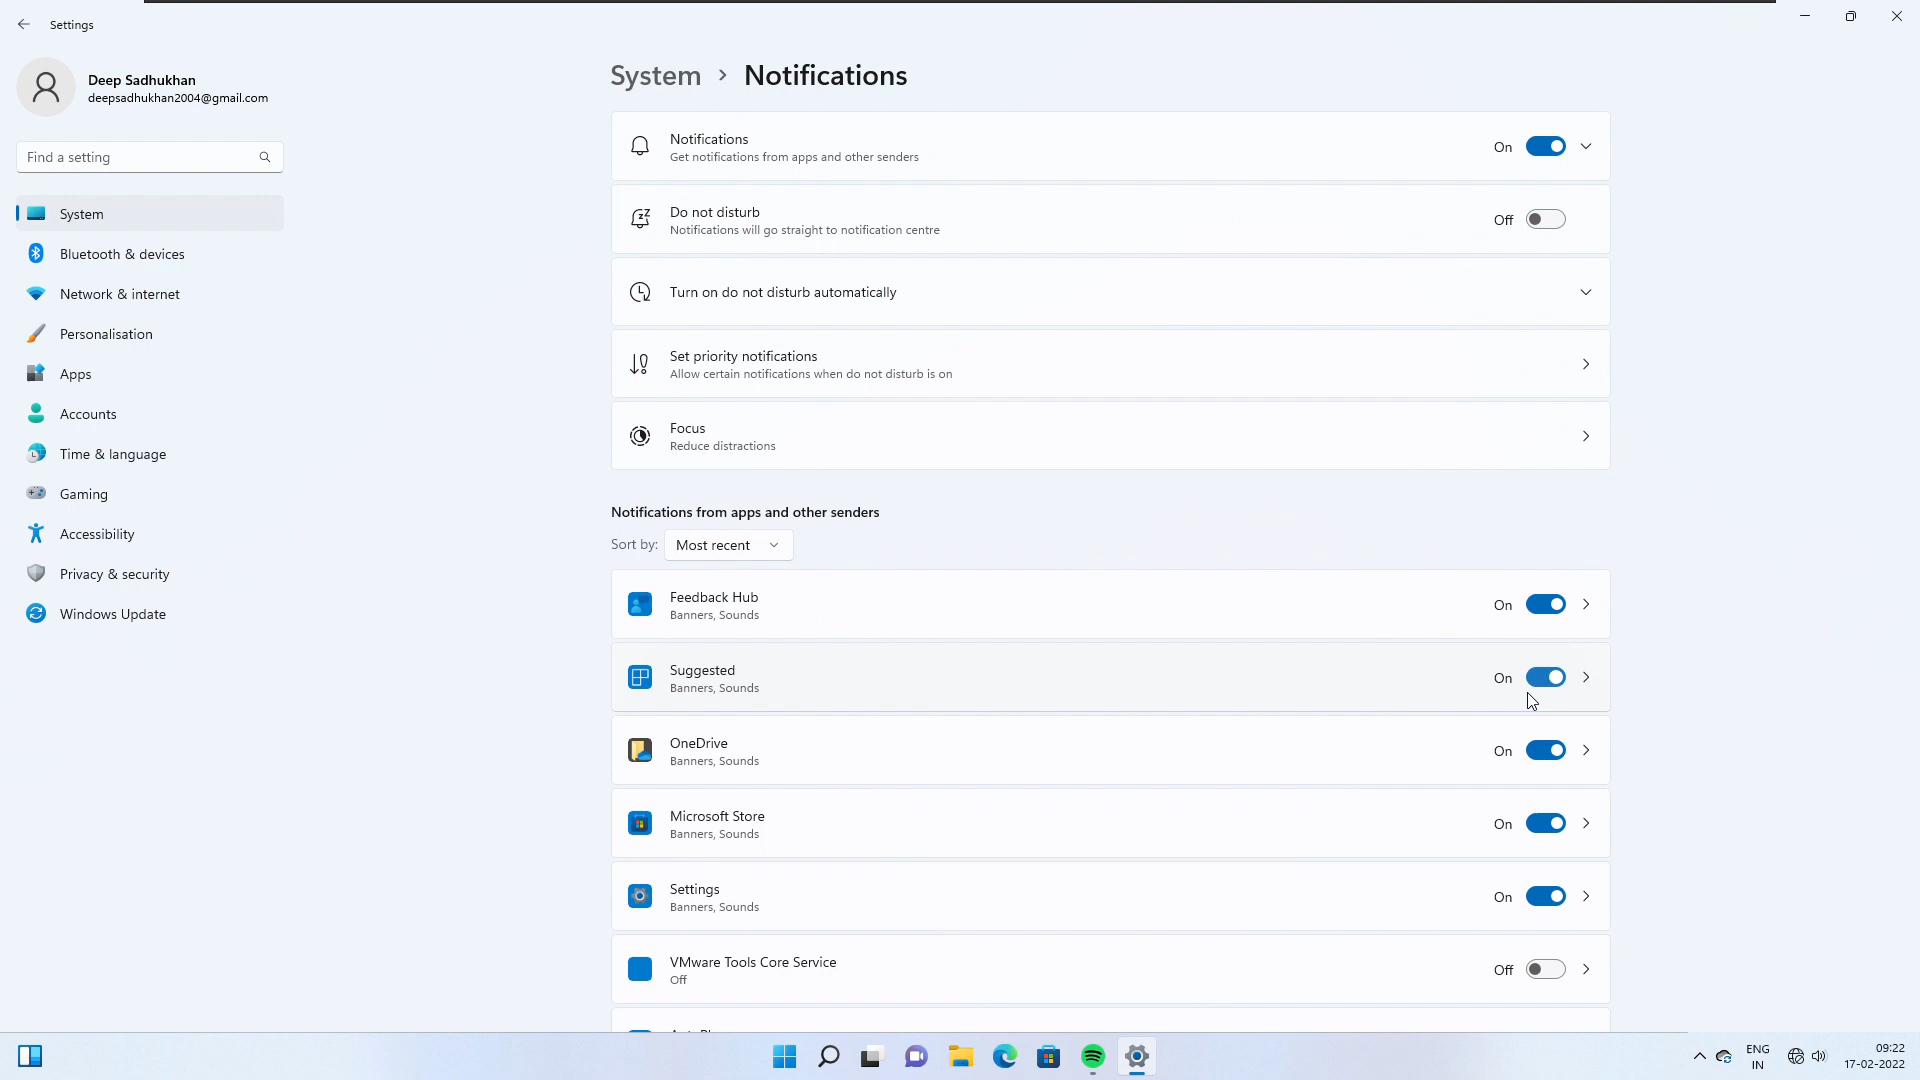 Settings
Deep Sadhukhan
deepsadhukhan2004@gmail.com
Find a setting
System
Bluetooth & devices
Network & internet
Personalisation
Apps
Accounts
Time & language
Gaming
Accessibility
Privacy & security
Windows Update
System > Notifications
Notifications
Get notifications from apps and other senders
On
Do not disturb
Notifications will go straight to notification centre
Off
Turn on do not disturb automatically
Set priority notifications
Allow certain notifications when do not disturb is on
Focus
Reduce distractions
Notifications from apps and other senders
Sort by: Most recent
Feedback Hub
Banners, Sounds
On
Suggested
Banners, Sounds
On
OneDrive
Banners, Sounds
On
Microsoft Store
Banners, Sounds
On
Settings
Banners, Sounds
On
VMware Tools Core Service
Off
Off
ENG
IN
09:22
17-02-2022